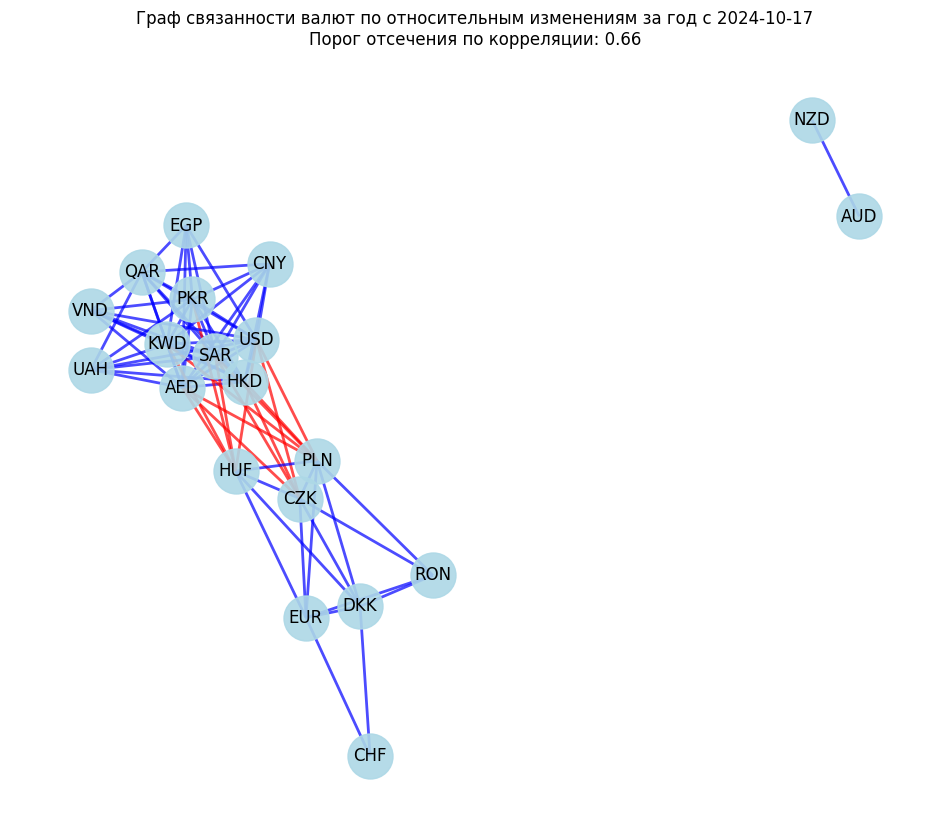 Граф связанности валют по относительным изменениям за год с 2024-10-17
Порог отсечения по корреляции: 0.66
NZD
AUD
EGP
CNY
QAR
PKR
VND
USD
KWD
SAR
UAH
HKD
AED
PLN
HUF
CZK
RON
DKK
EUR
CHF